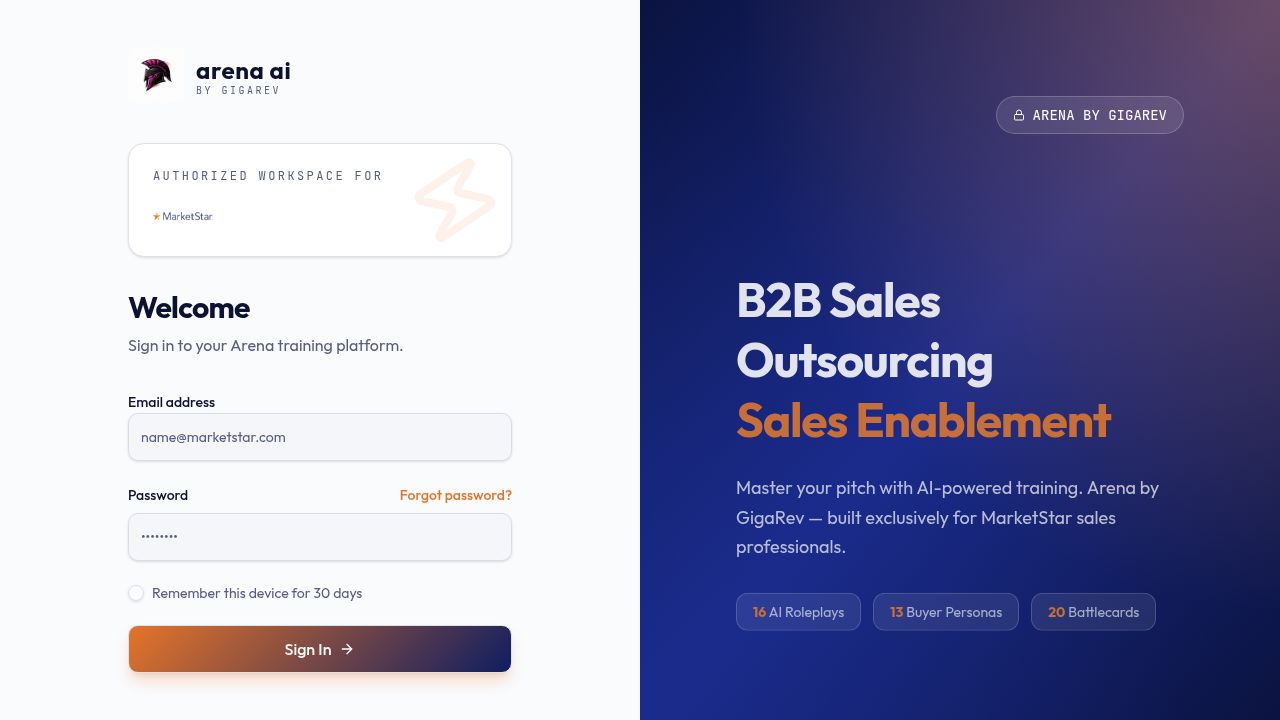 arena ai
BY GIGAREV
AUTHORIZED WORKSPACE FOR
MarketStar
Welcome
Sign in to your Arena training platform.
Email address
name@marketstar.com
Password
Forgot password?
••••••••
Remember this device for 30 days
Sign In →
ARENA BY GIGAREV
B2B Sales
Outsourcing
Sales Enablement
Master your pitch with AI-powered training. Arena by
GigaRev — built exclusively for MarketStar sales
professionals.
16 AI Roleplays
13 Buyer Personas
20 Battlecards